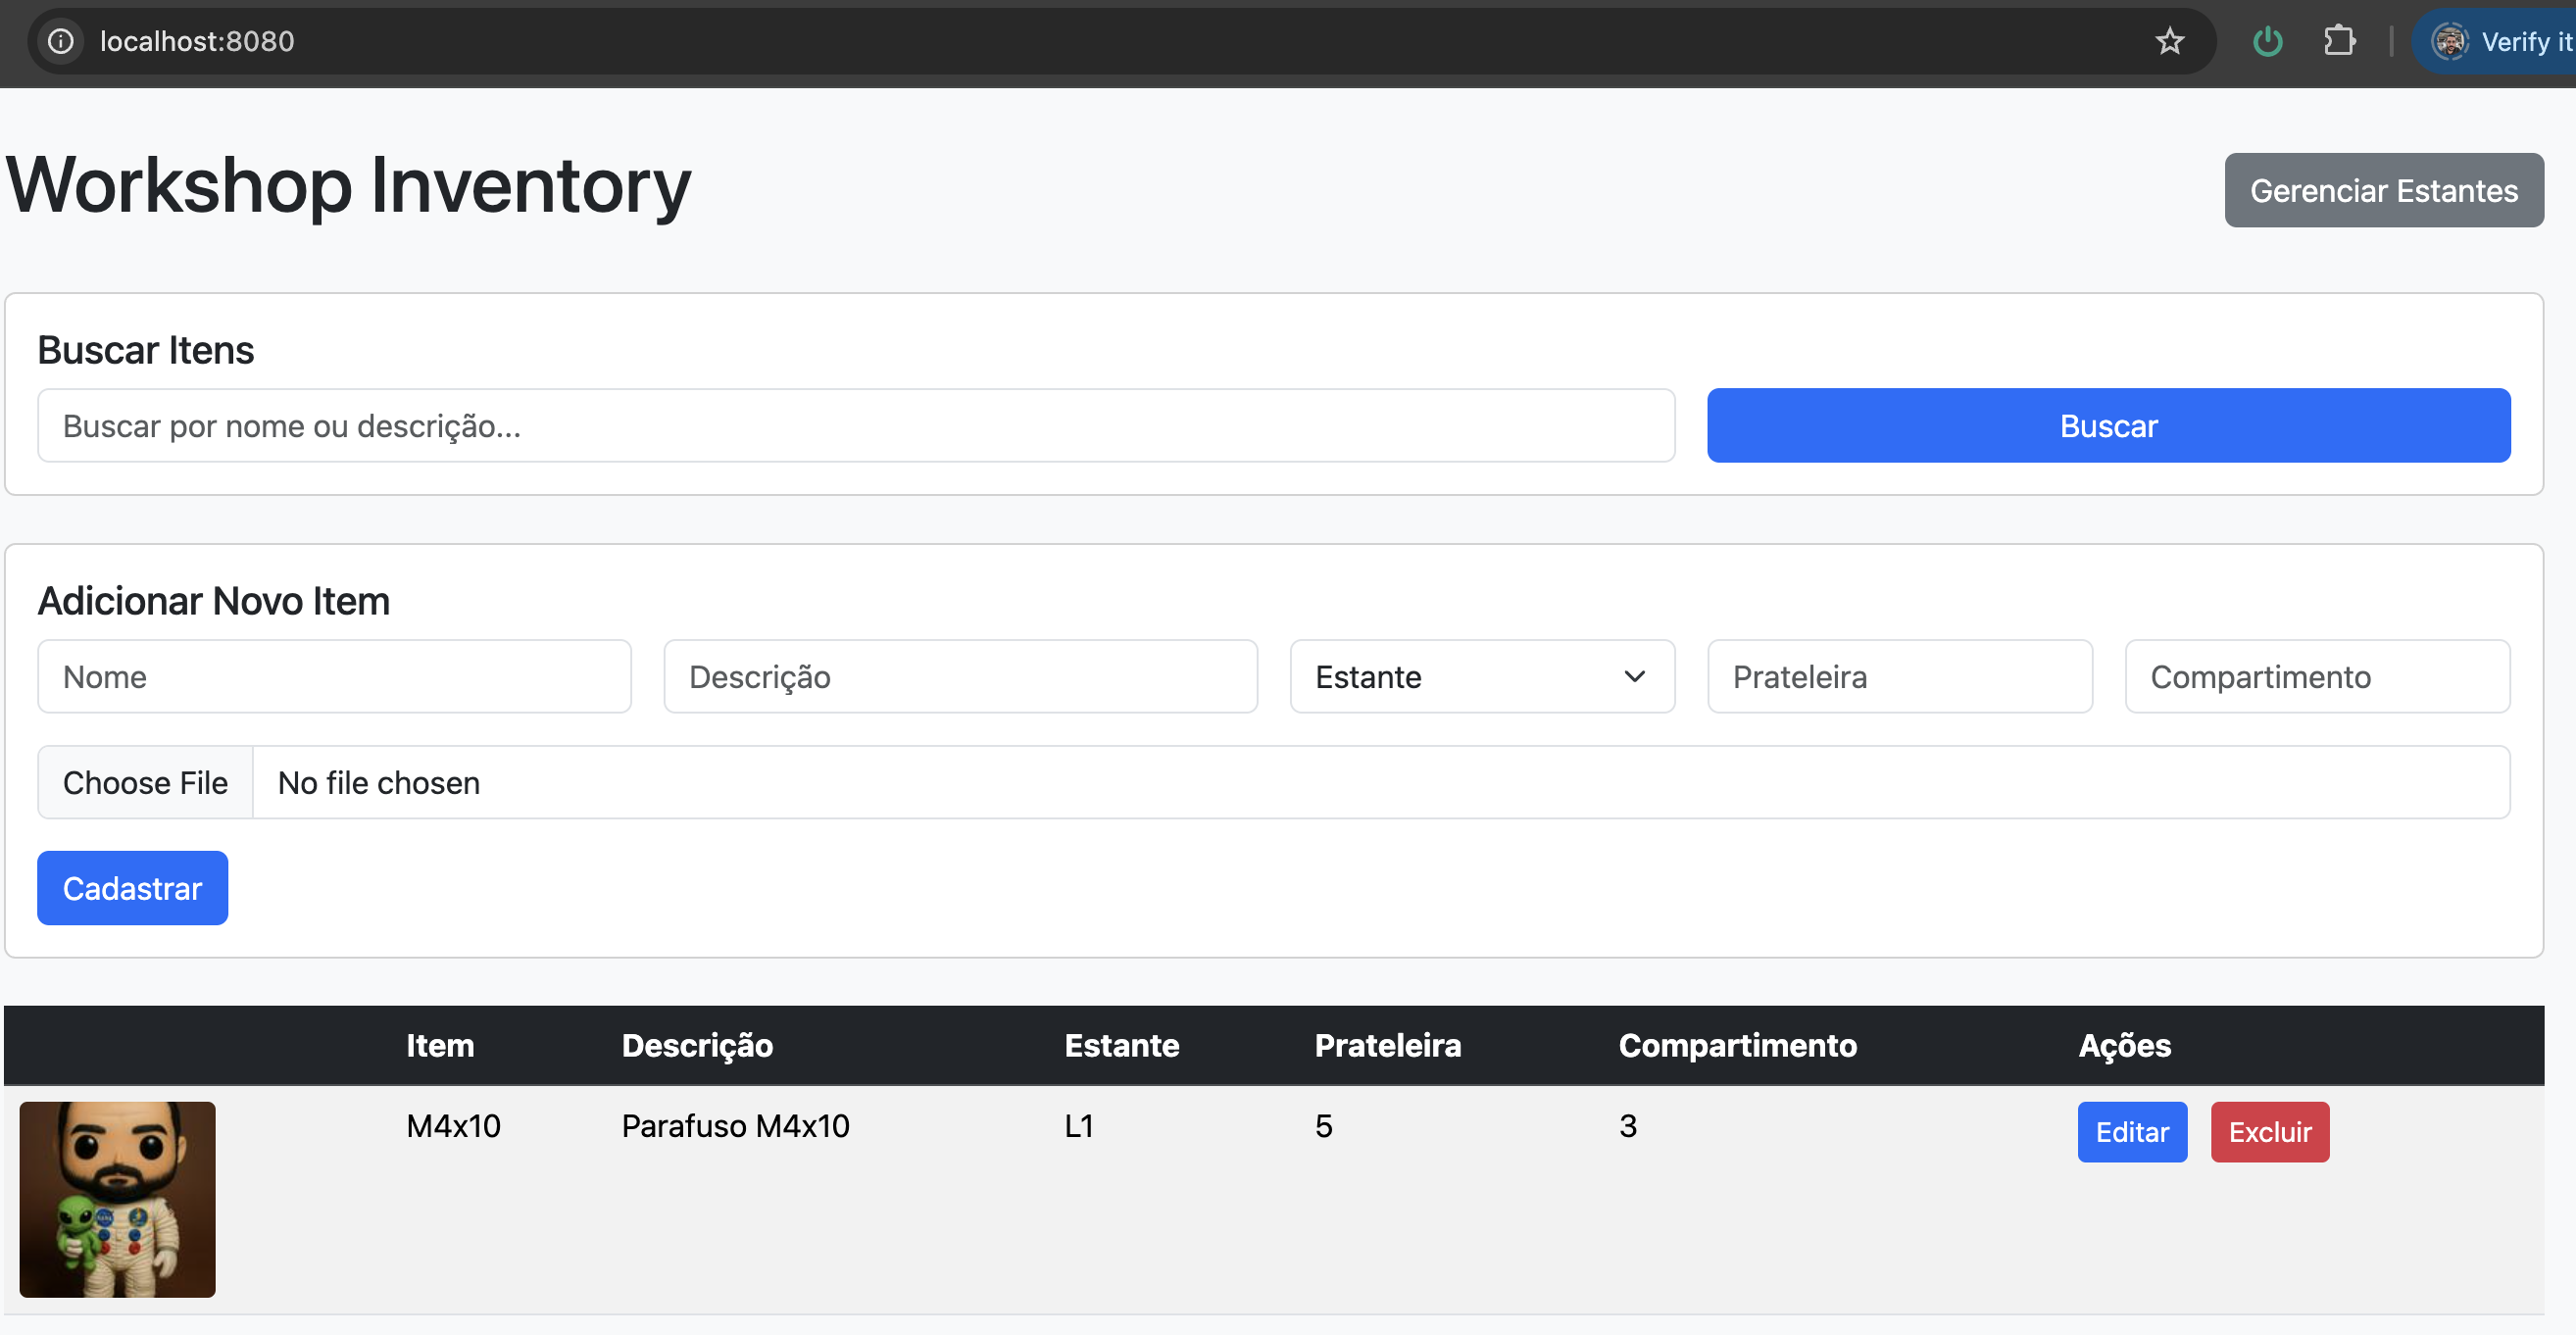 localhost:8080
Verify it
Workshop Inventory
Gerenciar Estantes
Buscar Itens
Buscar por nome ou descrição...
Buscar
Adicionar Novo Item
Nome
Descrição
Estante
Prateleira
Compartimento
Choose File
No file chosen
Cadastrar
Item
Descrição
Estante
Prateleira
Compartimento
Ações
M4x10
Parafuso M4x10
L1
5
3
Editar
Excluir
NASA